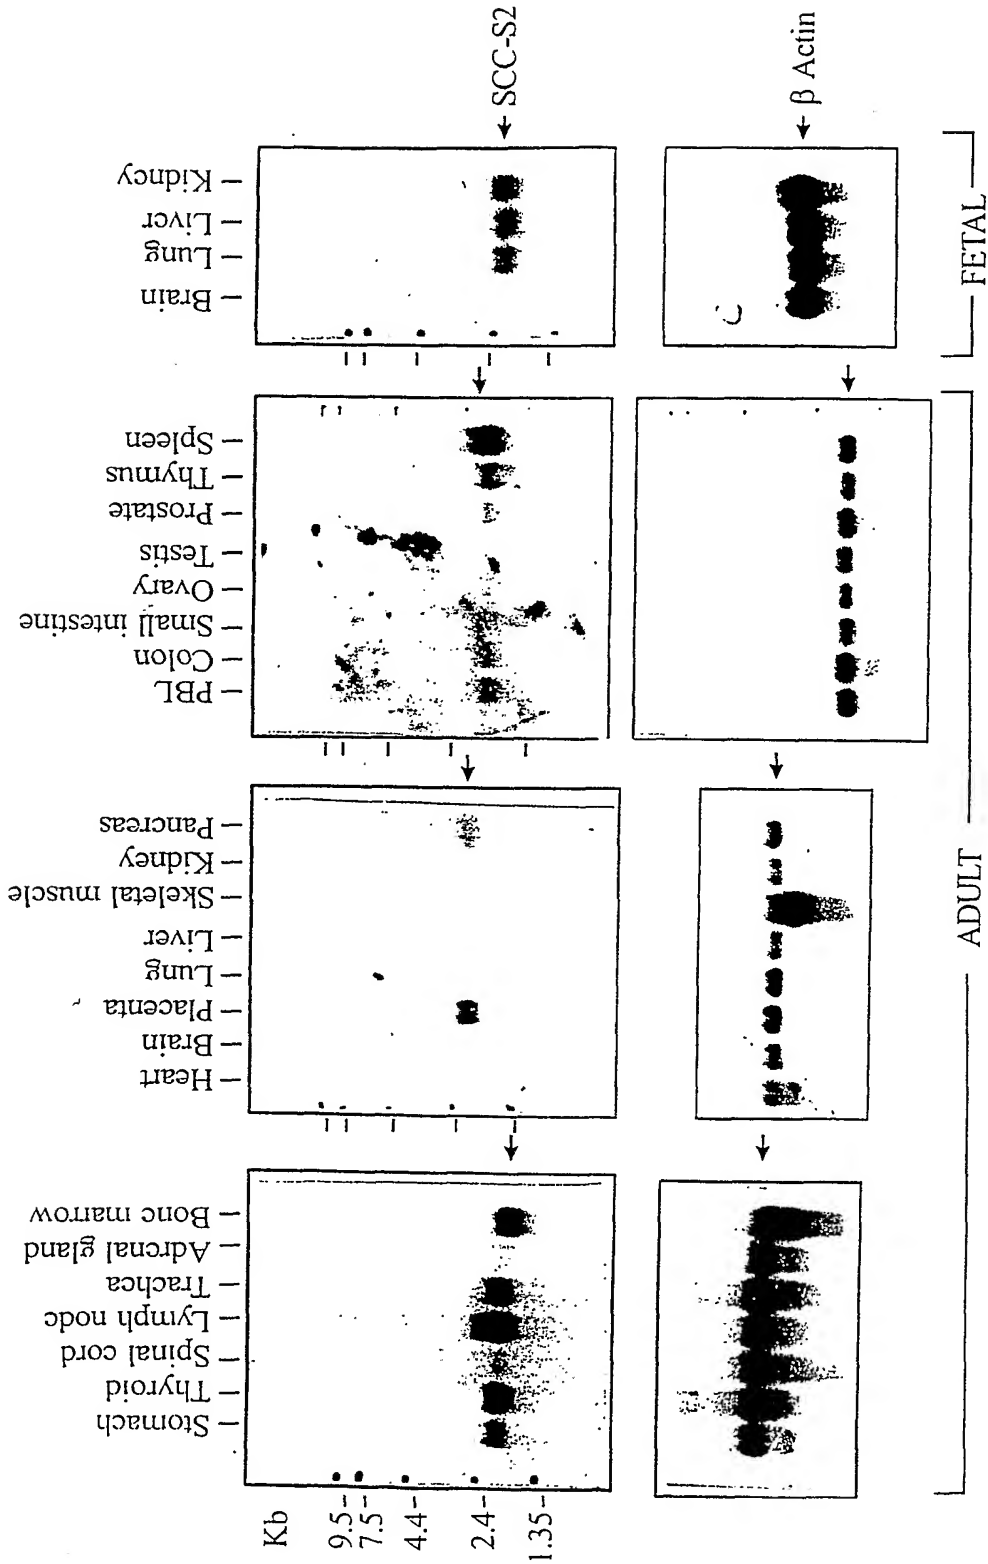 Kb
9.5-
7.5-
4.4-
2.4-
1.35-
Stomach
Thyroid
Spinal cord
Lymph node
Trachea
Adrenal gland
Bone marrow
Heart
Brain
Placenta
Lung
Liver
Skeletal muscle
Kidney
Pancreas
PBL
Colon
Small intestine
Ovary
Testis
Prostate
Thymus
Spleen
Brain
Lung
Liver
Kidney
SCC-S2
β Actin
ADULT
FETAL